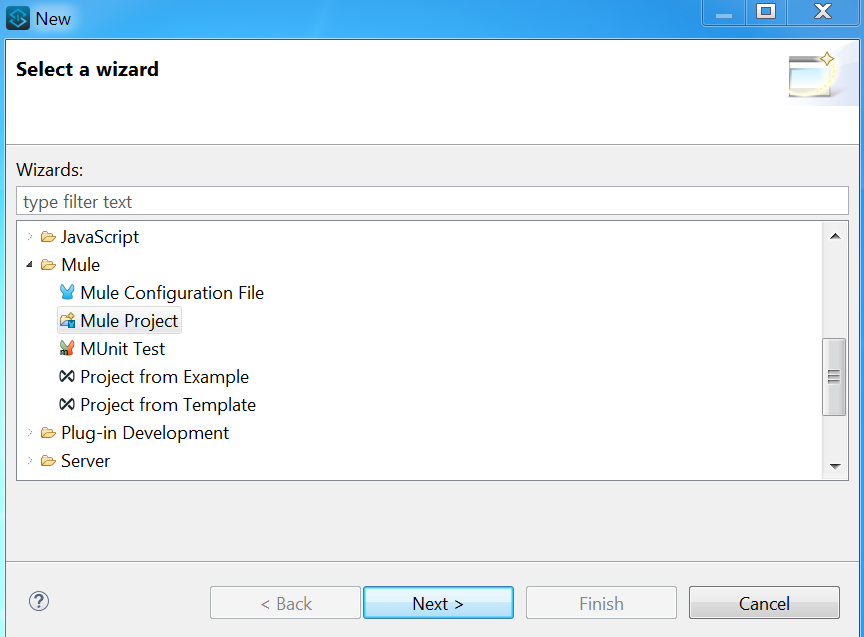 New
Select a wizard
Wizards:
type filter text
JavaScript
Mule
Mule Configuration File
Mule Project
MUnit Test
Project from Example
Project from Template
Plug-in Development
Server
?
< Back
Next >
Finish
Cancel